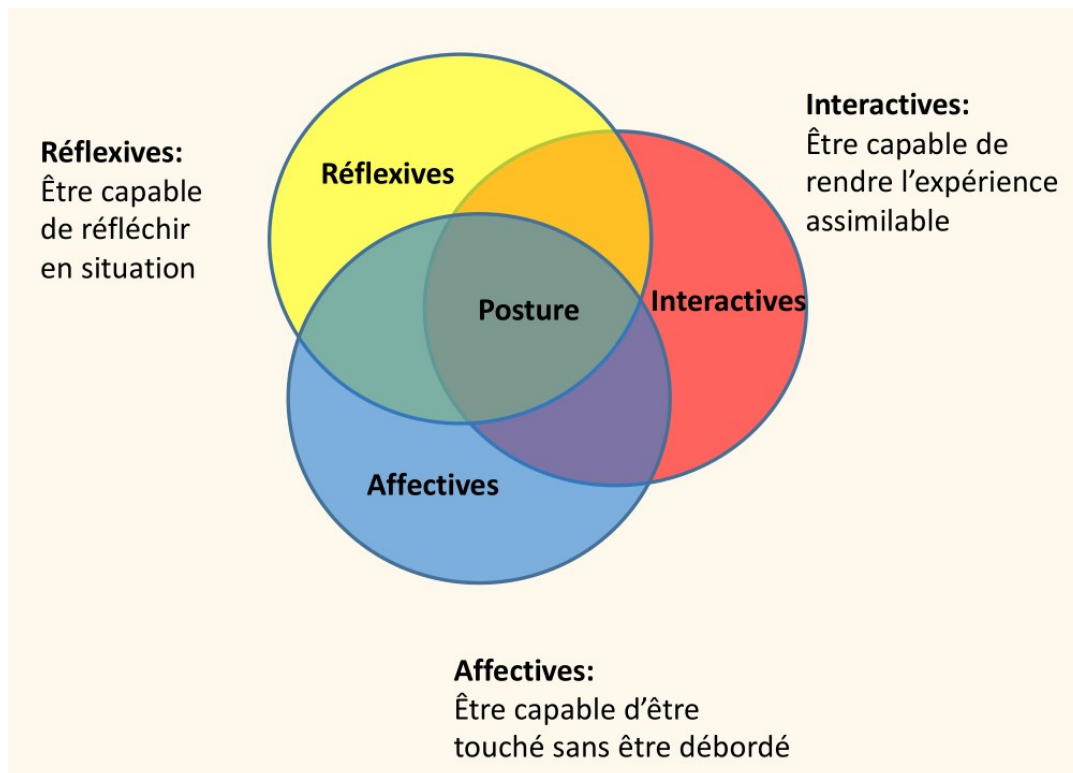 Réflexives:
Être capable
de réfléchir
en situation
Réflexives
Interactives:
Être capable de
rendre l’expérience
assimilable
Posture
Interactives
Affectives
Affectives:
Être capable d’être
touché sans être débordé